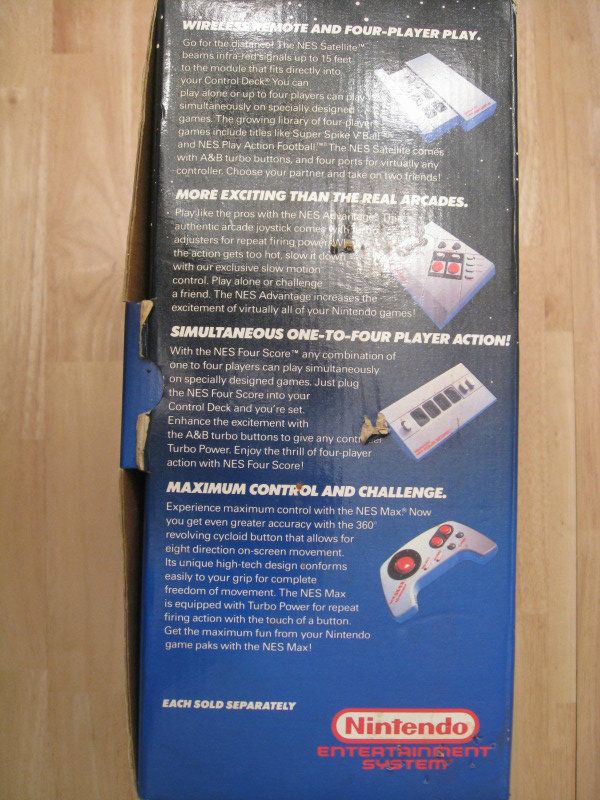 WIRELESS REMOTE AND FOUR-PLAYER PLAY.
Go for the distance! The NES Satellite™
beams infra-red signals up to 15 feet
to the module that fits directly into
your Control Deck.® You can
play alone or up to four players can play
simultaneously on specially designed
games. The growing library of four-player
games include titles like Super Spike V'Ball™
and NES Play Action Football.™ The NES Satellite comes
with A&B turbo buttons, and four ports for virtually any
controller. Choose your partner and take on two friends!
MORE EXCITING THAN THE REAL ARCADES.
Play like the pros with the NES Advantage.
authentic arcade joystick comes with turbo
adjusters for repeat firing power.
the action gets too hot, slow it down
with our exclusive slow motion
control. Play alone or challenge
a friend. The NES Advantage increases the
excitement of virtually all of your Nintendo games!
SIMULTANEOUS ONE-TO-FOUR PLAYER ACTION!
With the NES Four Score™ any combination of
one to four players can play simultaneously
on specially designed games. Just plug
the NES Four Score into your
Control Deck and you're set.
Enhance the excitement with
the A&B turbo buttons to give any controller
Turbo Power. Enjoy the thrill of four-player
action with NES Four Score!
MAXIMUM CONTROL AND CHALLENGE.
Experience maximum control with the NES Max.® Now
you get even greater accuracy with the 360°
revolving cycloid button that allows for
eight direction on-screen movement.
Its unique high-tech design conforms
easily to your grip for complete
freedom of movement. The NES Max
is equipped with Turbo Power for repeat
firing action with the touch of a button.
Get the maximum fun from your Nintendo
game paks with the NES Max!
EACH SOLD SEPARATELY
Nintendo
ENTERTAINMENT
SYSTEM®